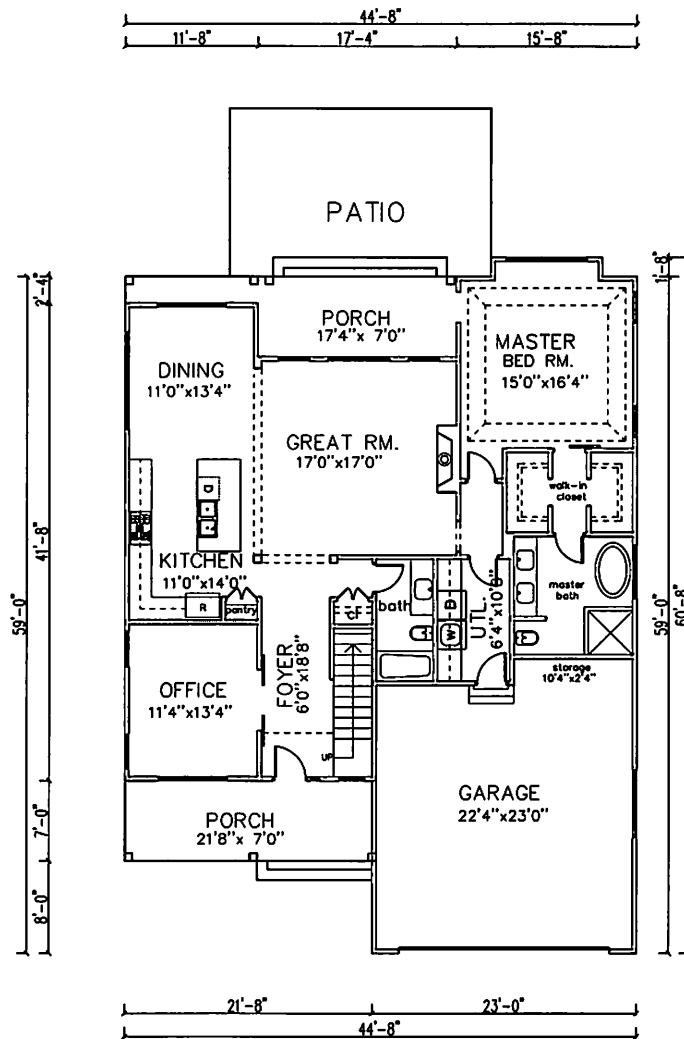 44'-8"
11'-8"
17'-4"
15'-8"
PATIO
1'-8"
2'-4"
PORCH
17'4"x 7'0"
MASTER
BED RM.
15'0"x16'4"
DINING
11'0"x13'4"
GREAT RM.
17'0"x17'0"
walk-in
closet
D
KITCHEN
11'0"x14'0"
R
pantry
CL
bath
D
W
UTL.
6'4"x10'8"
master
bath
41'-8"
59'-0"
59'-0"
60'-8"
OFFICE
11'4"x13'4"
FOYER
6'0"x18'8"
UP
storage
10'4"x2'4"
GARAGE
22'4"x23'0"
PORCH
21'8"x 7'0"
7'-0"
8'-0"
21'-8"
23'-0"
44'-8"